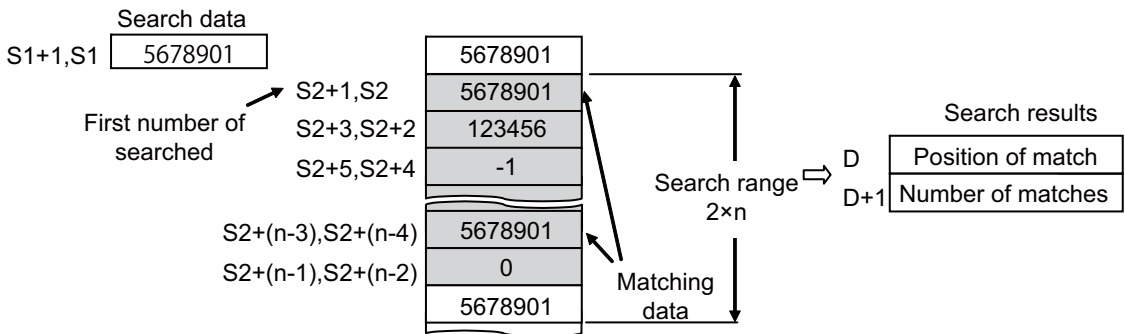 Search data
S1+1,S1
5678901
First number of
searched
5678901
S2+1,S2
5678901
S2+3,S2+2
123456
S2+5,S2+4
-1
S2+(n-3),S2+(n-4)
5678901
S2+(n-1),S2+(n-2)
0
5678901
Matching
data
Search range
2×n
Search results
D
Position of match
D+1
Number of matches